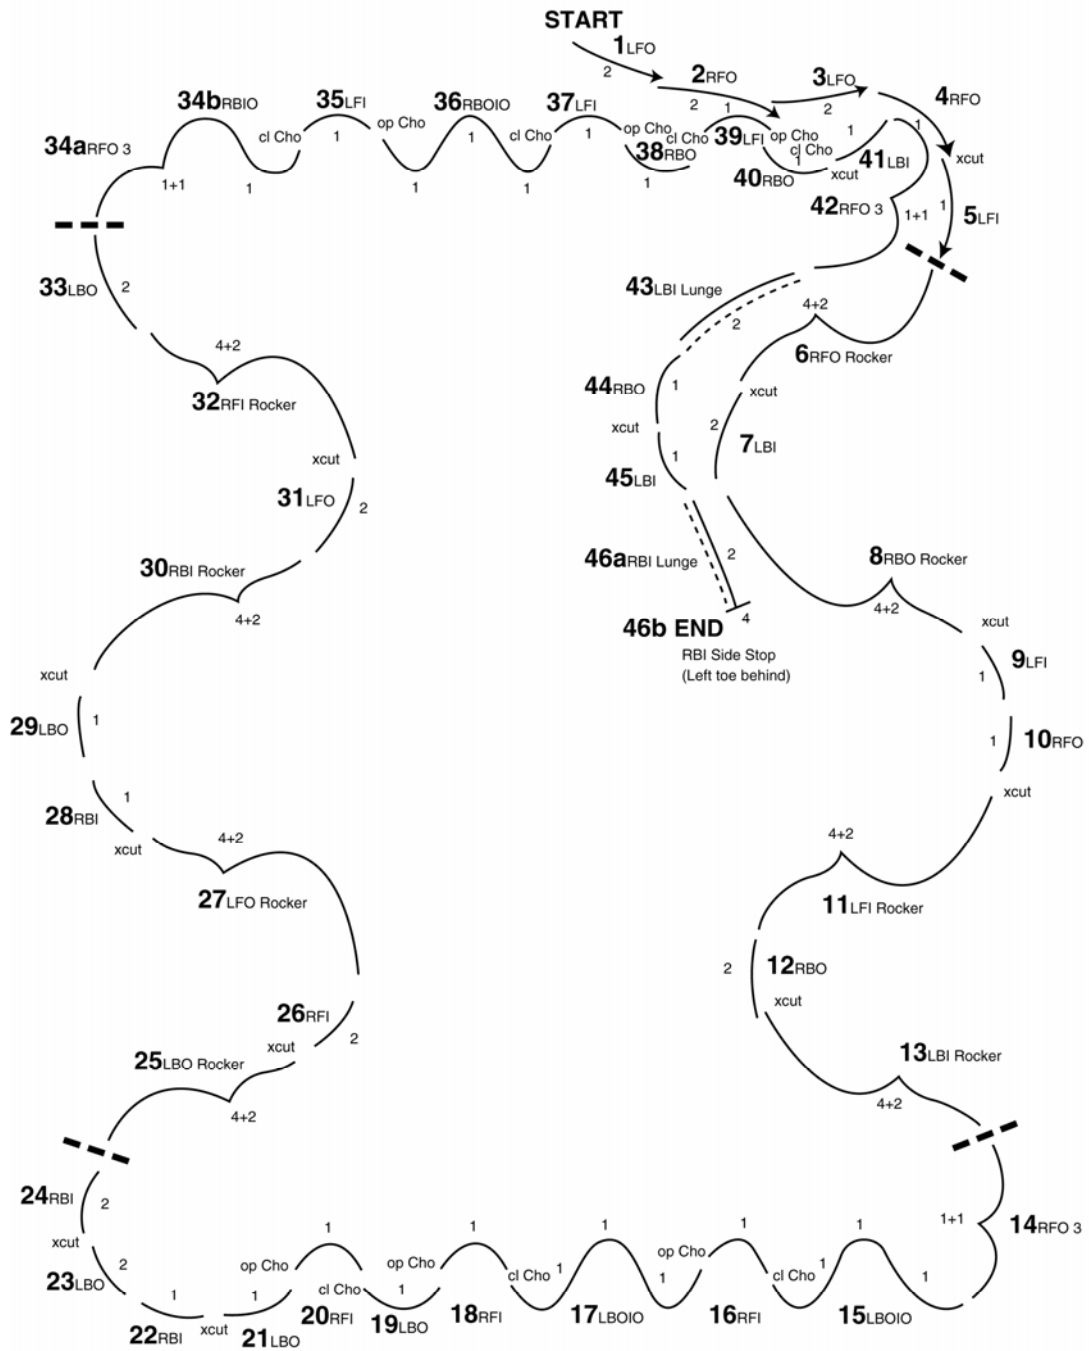 START
1LFO
2
2RFO
2
3LFO
2
4RFO
1
xcut
5LFI
1
6RFO Rocker
4+2
xcut
7LBI
2
8RBO Rocker
4+2
xcut
9LFI
1
10RFO
1
xcut
11LFI Rocker
4+2
12RBO
2
xcut
13LBI Rocker
4+2
14RFO 3
1+1
15LBOIO
1
1
1
cl Cho
16RFI
1
op Cho
17LBOIO
1
1
1
cl Cho
18RFI
1
op Cho
19LBO
1
cl Cho
20RFI
1
op Cho
21LBO
1
xcut
22RBI
1
23LBO
2
xcut
24RBI
2
25LBO Rocker
4+2
xcut
26RFI
2
27LFO Rocker
4+2
xcut
28RBI
1
29LBO
1
xcut
30RBI Rocker
4+2
31LFO
2
xcut
32RFI Rocker
4+2
33LBO
2
34aRFO 3
1+1
34bRBIO
1
cl Cho
35LFI
1
op Cho
36RBOIO
1
1
cl Cho
37LFI
1
op Cho
38RBO
1
cl Cho
39LFI
1
op Cho
40RBO
1
cl Cho
xcut
41LBI
1
42RFO 3
1+1
43LBI Lunge
2
44RBO
1
xcut
45LBI
1
46aRBI Lunge
2
46b END
4
RBI Side Stop
(Left toe behind)